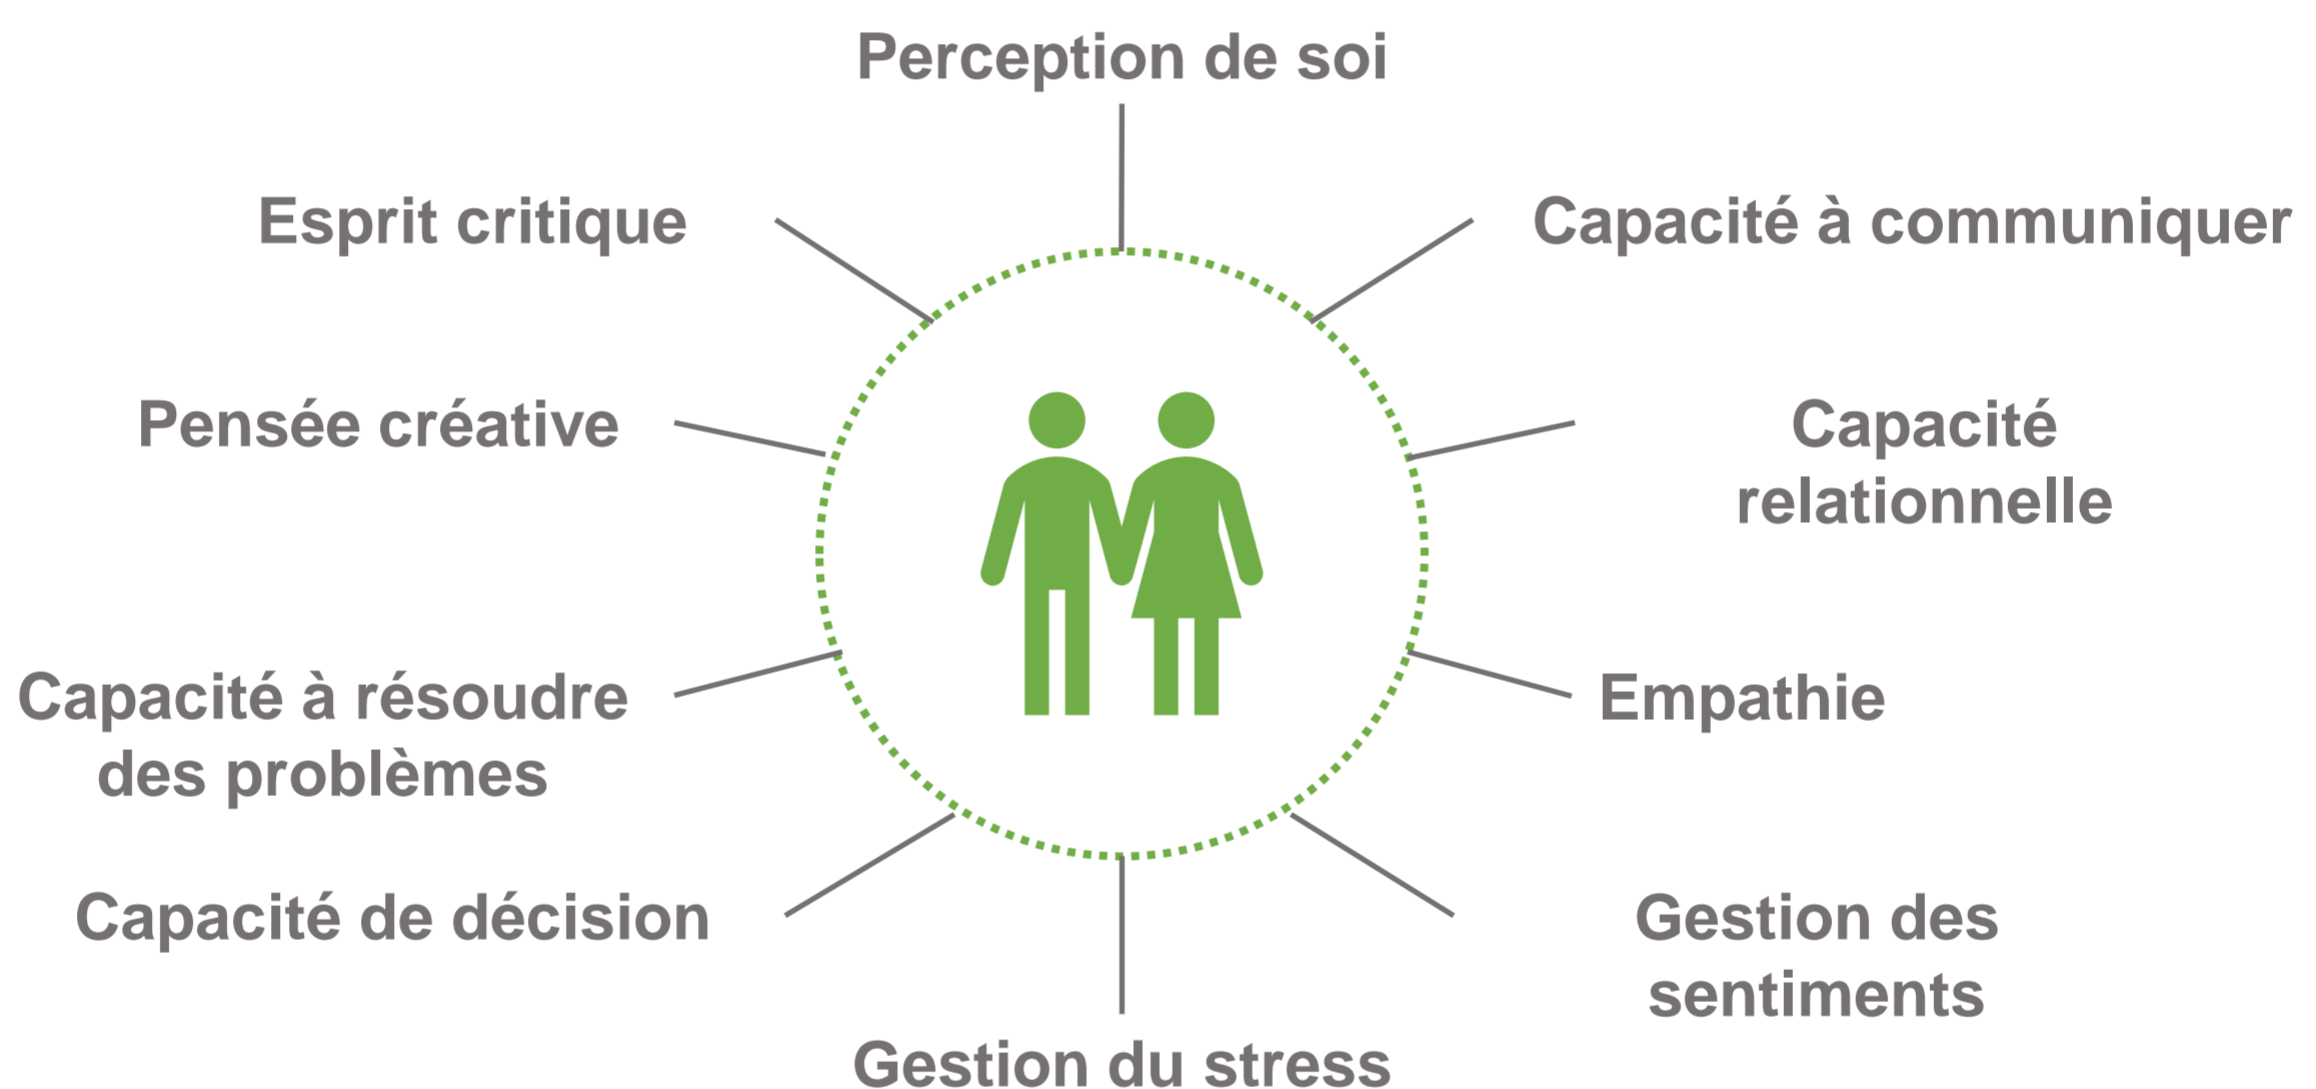 Perception de soi
Esprit critique
Capacité à communiquer
Pensée créative
Capacité
relationnelle
Capacité à résoudre
des problèmes
Empathie
Capacité de décision
Gestion des
sentiments
Gestion du stress